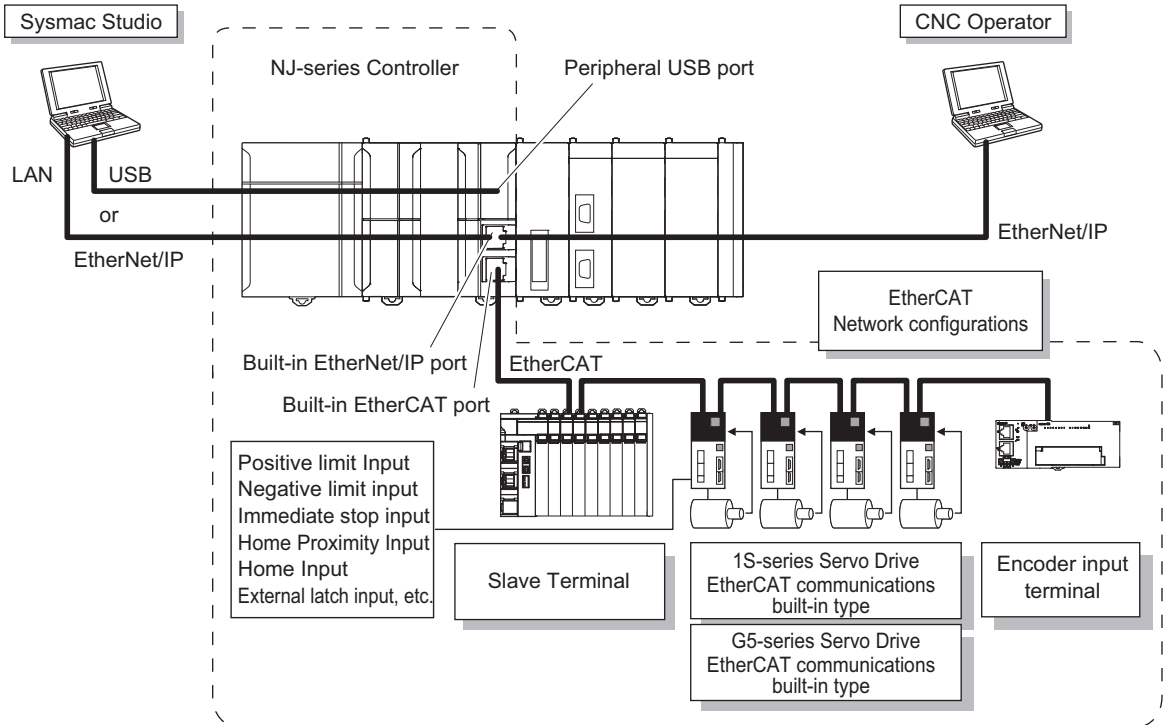 Sysmac Studio
CNC Operator
NJ-series Controller
Peripheral USB port
LAN
USB
or
EtherNet/IP
EtherNet/IP
EtherCAT
Network configurations
Built-in EtherNet/IP port
EtherCAT
Built-in EtherCAT port
Positive limit Input
Negative limit input
Immediate stop input
Home Proximity Input
Home Input
External latch input, etc.
Slave Terminal
1S-series Servo Drive
EtherCAT communications
built-in type
G5-series Servo Drive
EtherCAT communications
built-in type
Encoder input
terminal